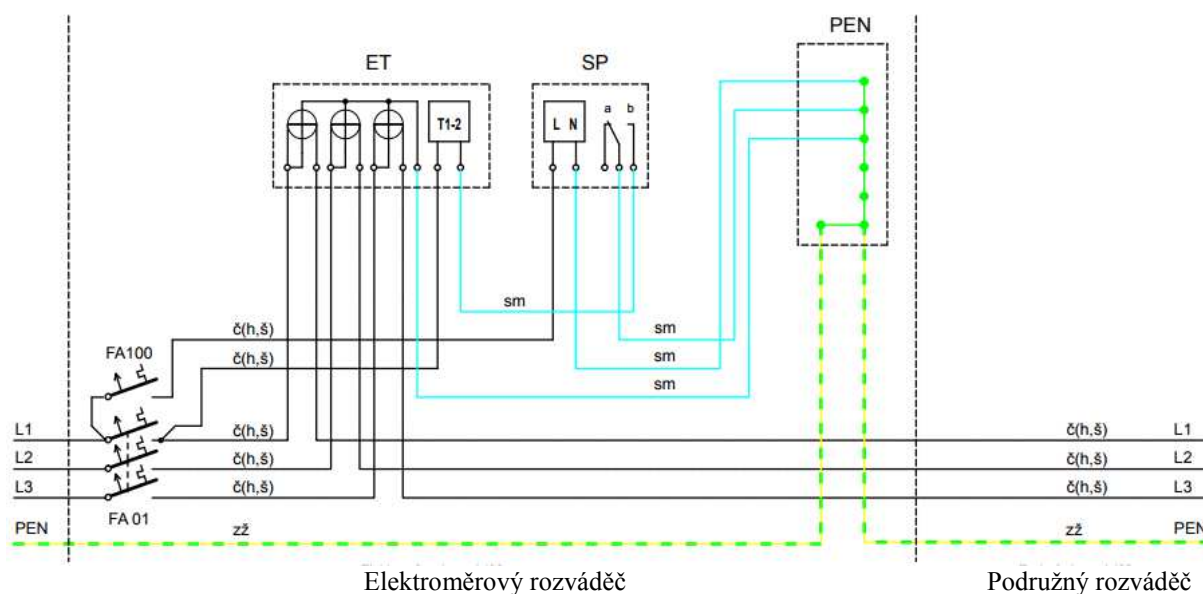 PEN
ET SP
T1-2 L N a b
sm
č(h,š) sm
FA100 č(h,š) sm
sm
L1 č(h,š) č(h,š) L1
L2 č(h,š) č(h,š) L2
L3 č(h,š) č(h,š) L3
FA 01
PEN zž zž PEN
Elektroměrový rozváděč Podružný rozváděč